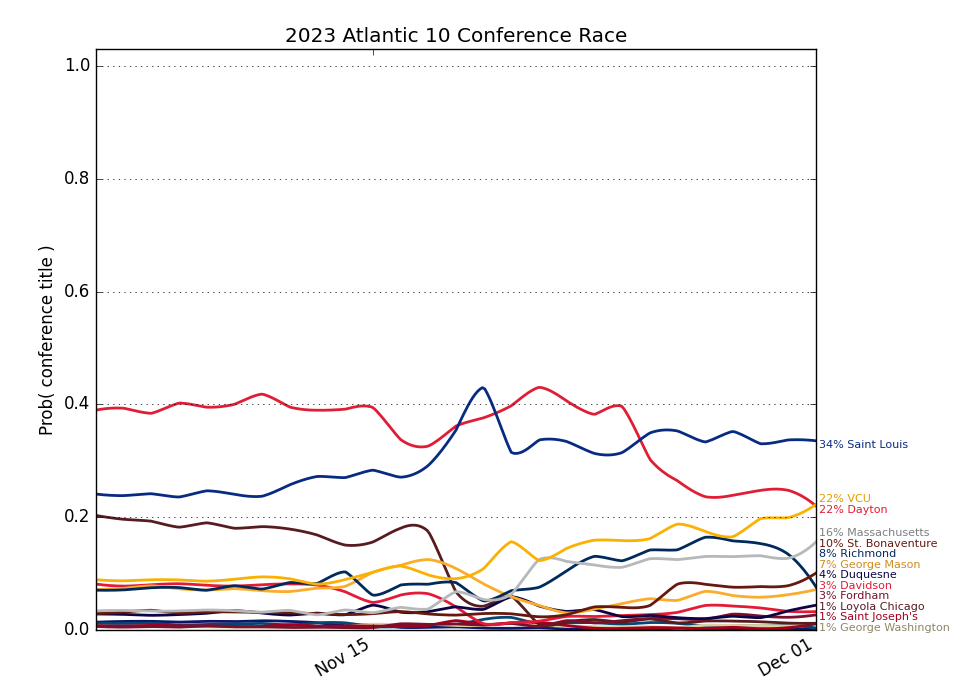 2023 Atlantic 10 Conference Race
Prob( conference title )
1.0
0.8
0.6
0.4
0.2
0.0
Nov 15
Dec 01
34% Saint Louis
22% VCU
22% Dayton
16% Massachusetts
10% St. Bonaventure
8% Richmond
7% George Mason
4% Duquesne
3% Davidson
3% Fordham
1% Loyola Chicago
1% Saint Joseph's
1% George Washington